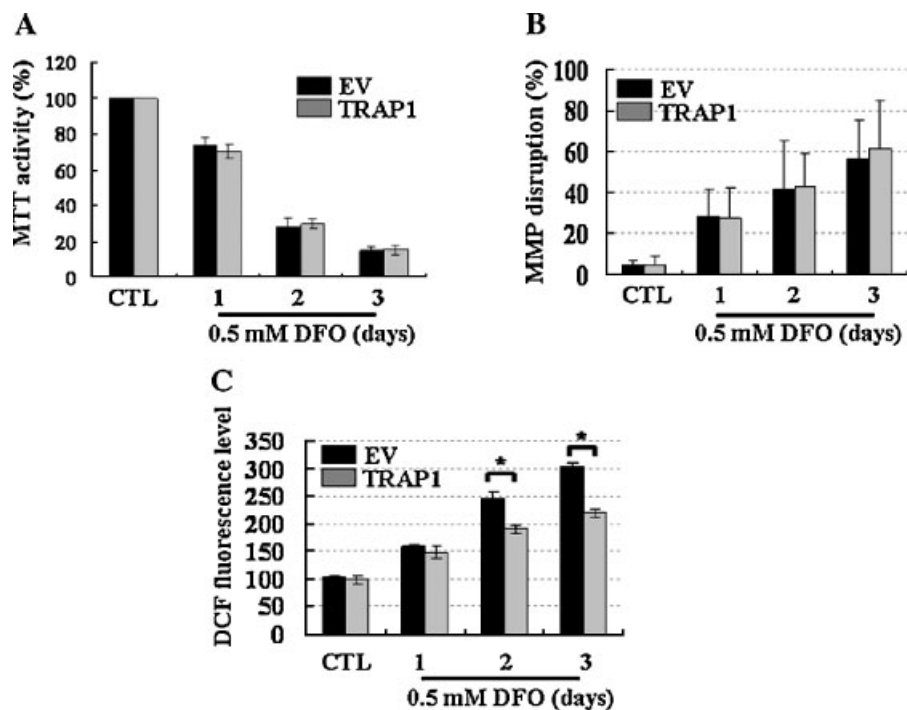 A
MTT activity (%)
120
100
80
60
40
20
0
EV
TRAP1
CTL 1 2 3
0.5 mM DFO (days)
B
MMP disruption (%)
100
80
60
40
20
0
EV
TRAP1
CTL 1 2 3
0.5 mM DFO (days)
C
DCF fluorescence level
350
300
250
200
150
100
50
0
EV
TRAP1
* *
CTL 1 2 3
0.5 mM DFO (days)